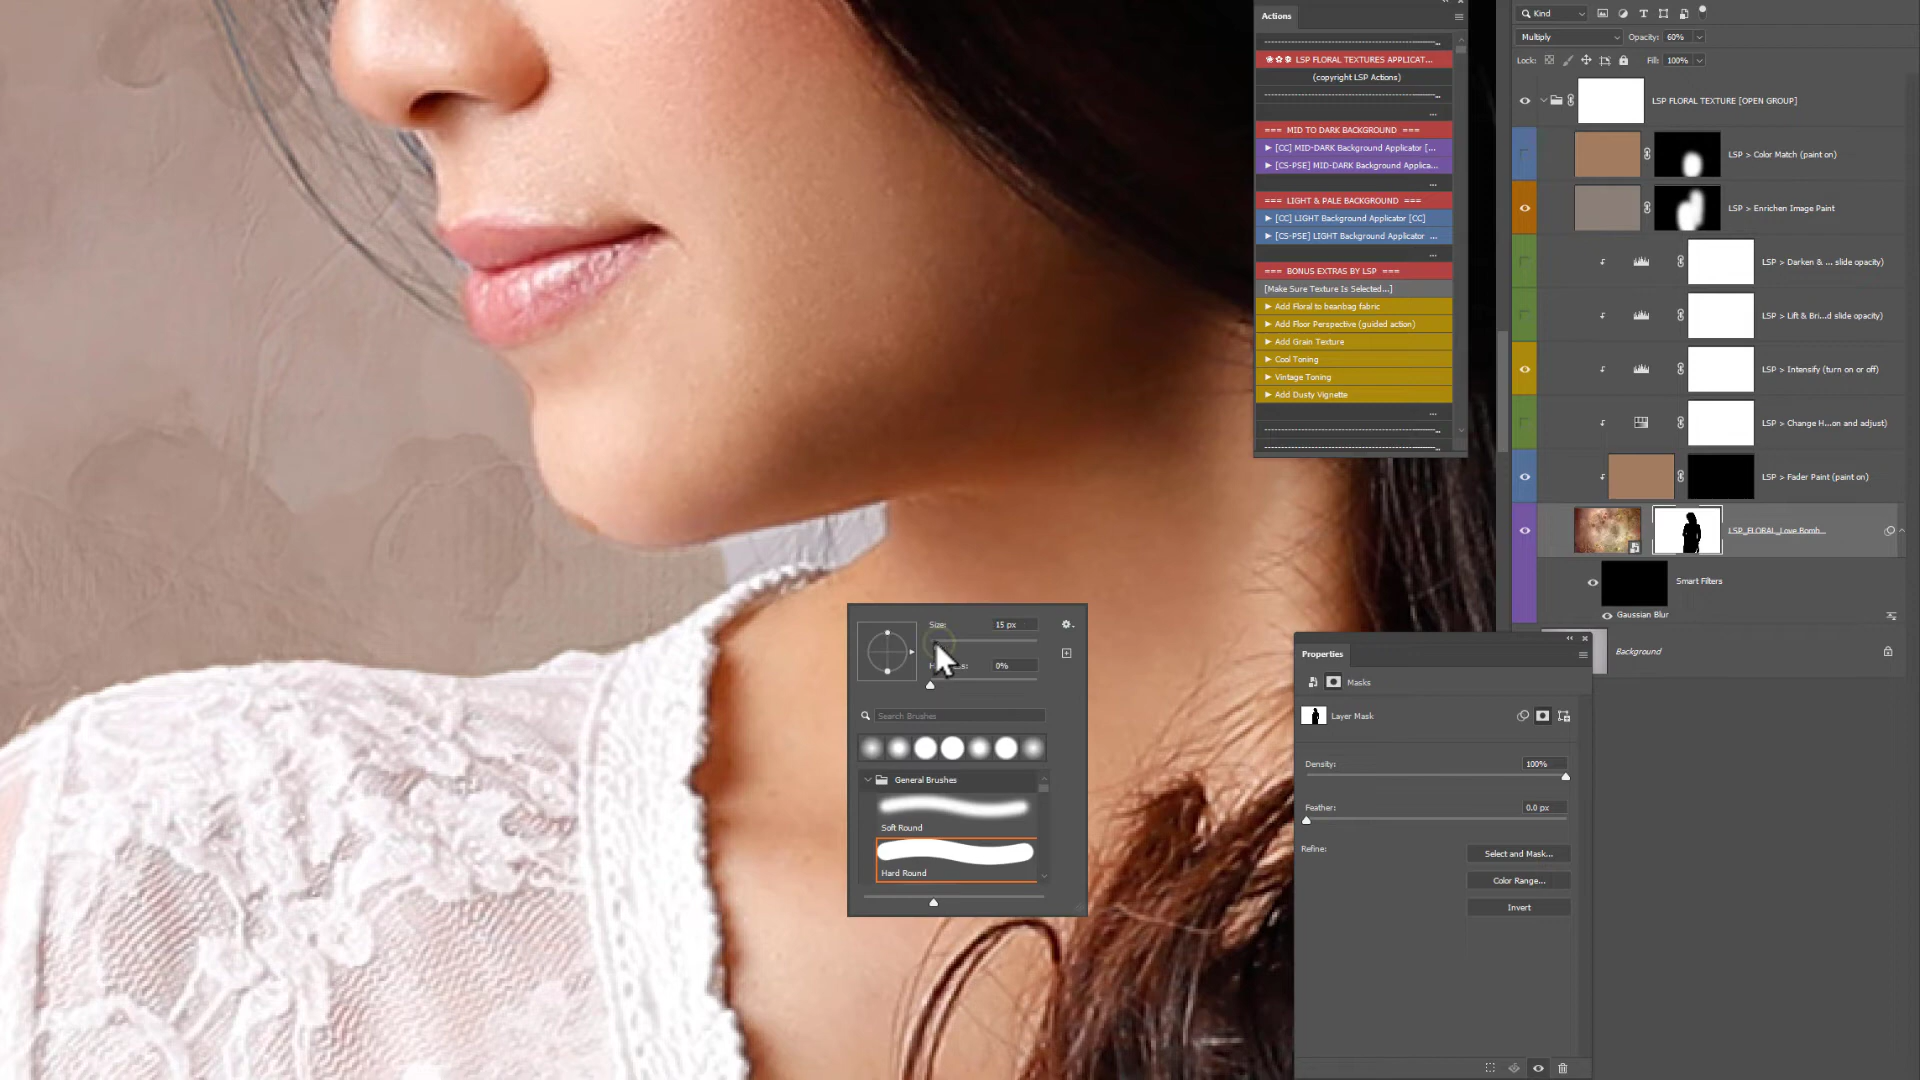 Actions
❀ ✿ ❁ LSP FLORAL TEXTURES APPLICAT...
(copyright LSP Actions)
...
=== MID TO DARK BACKGROUND ===
[CC] MID-DARK Background Applicator [...
[CS-PSE] MID-DARK Background Applica...
...
=== LIGHT & PALE BACKGROUND ===
[CC] LIGHT Background Applicator [CC]
[CS-PSE] LIGHT Background Applicator ...
...
=== BONUS EXTRAS BY LSP ===
[Make Sure Texture Is Selected...]
Add Floral to beanbag fabric
Add Floor Perspective (guided action)
Add Grain Texture
Cool Toning
Vintage Toning
Add Dusty Vignette
...
Kind
Multiply Opacity: 60%
Lock: Fill: 100%
LSP FLORAL TEXTURE [OPEN GROUP]
LSP > Color Match (paint on)
LSP > Enrichen Image Paint
LSP > Darken & ... slide opacity)
LSP > Lift & Bri...d slide opacity)
LSP > Intensify (turn on or off)
LSP > Change H...on and adjust)
LSP > Fader Paint (paint on)
LSP_FLORAL_Love Bomb...
Smart Filters
Gaussian Blur
Background
Size: 15 px
0%
Search Brushes
General Brushes
Soft Round
Hard Round
Properties
Masks
Layer Mask
Density: 100%
Feather: 0.0 px
Refine: Select and Mask...
Color Range...
Invert